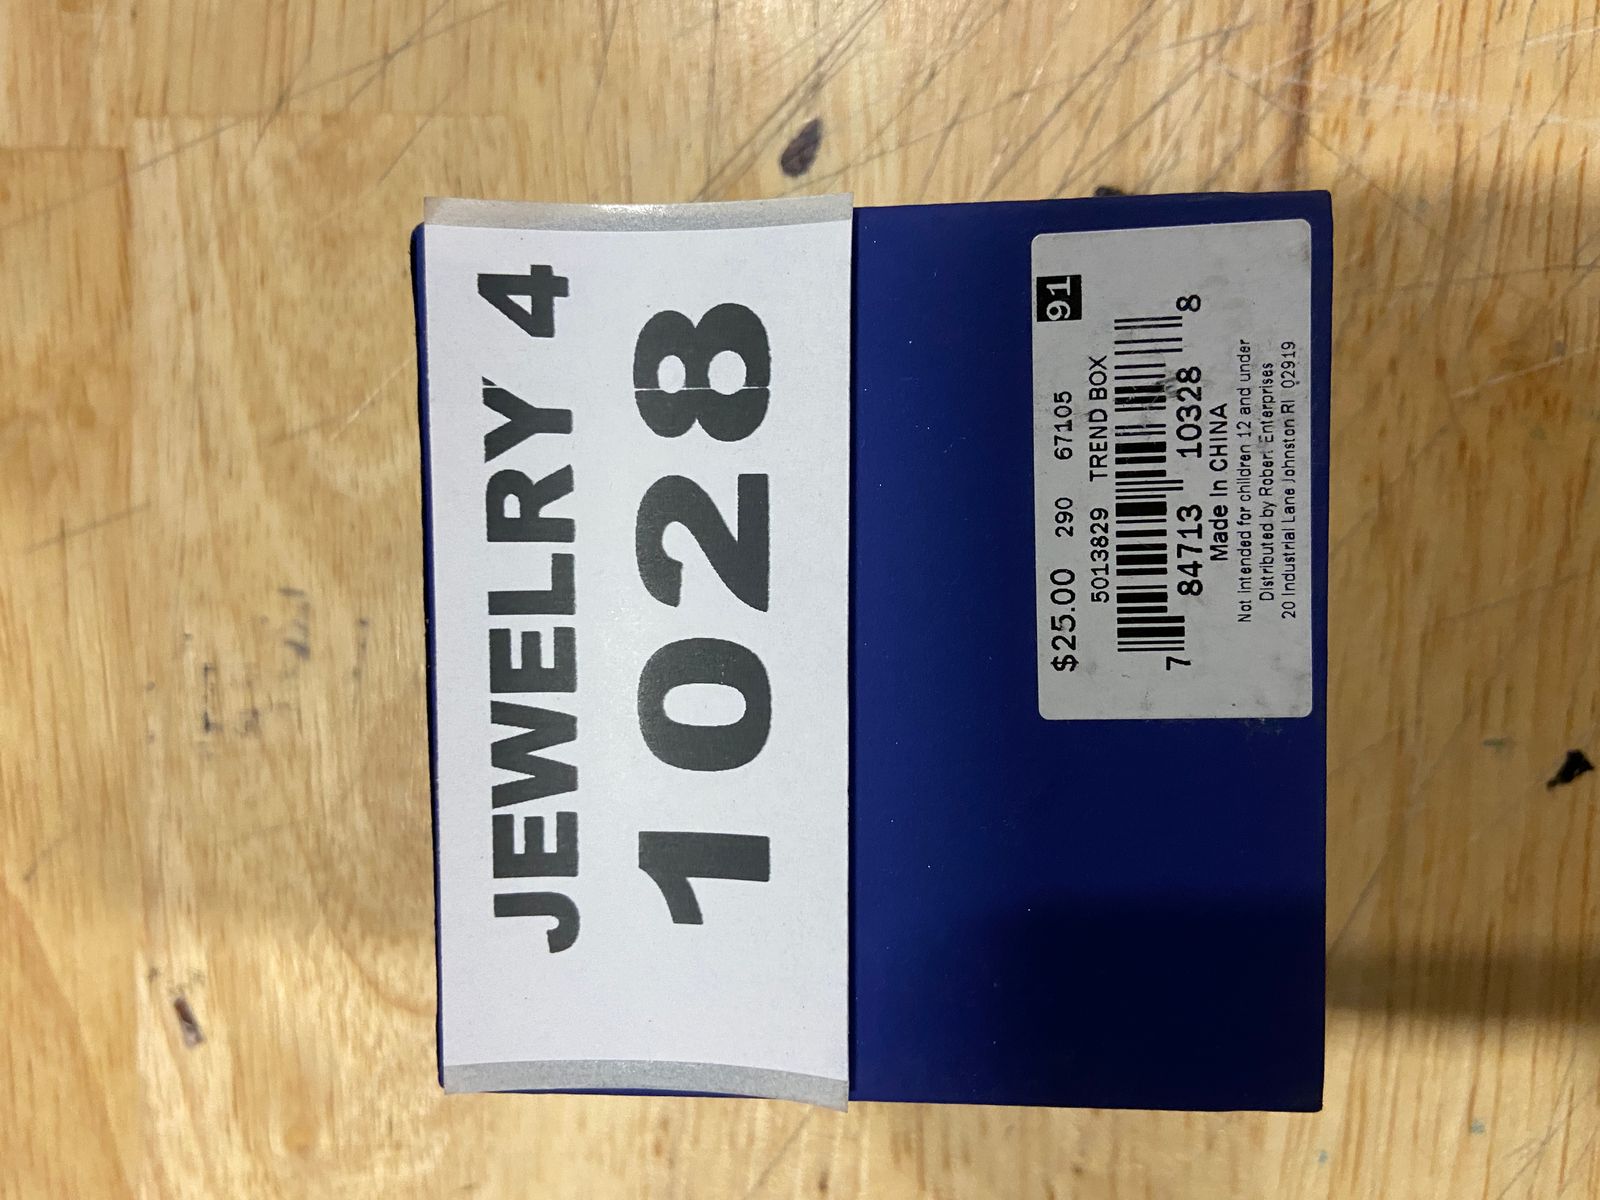 JEWELRY 4
1028
91
$25.00 290 67105
5013829 TREND BOX
7 84713 10328 8
Made In CHINA
Not intended for children 12 and under
Distributed by Robert Enterprises
20 Industrial Lane Johnston RI 02919